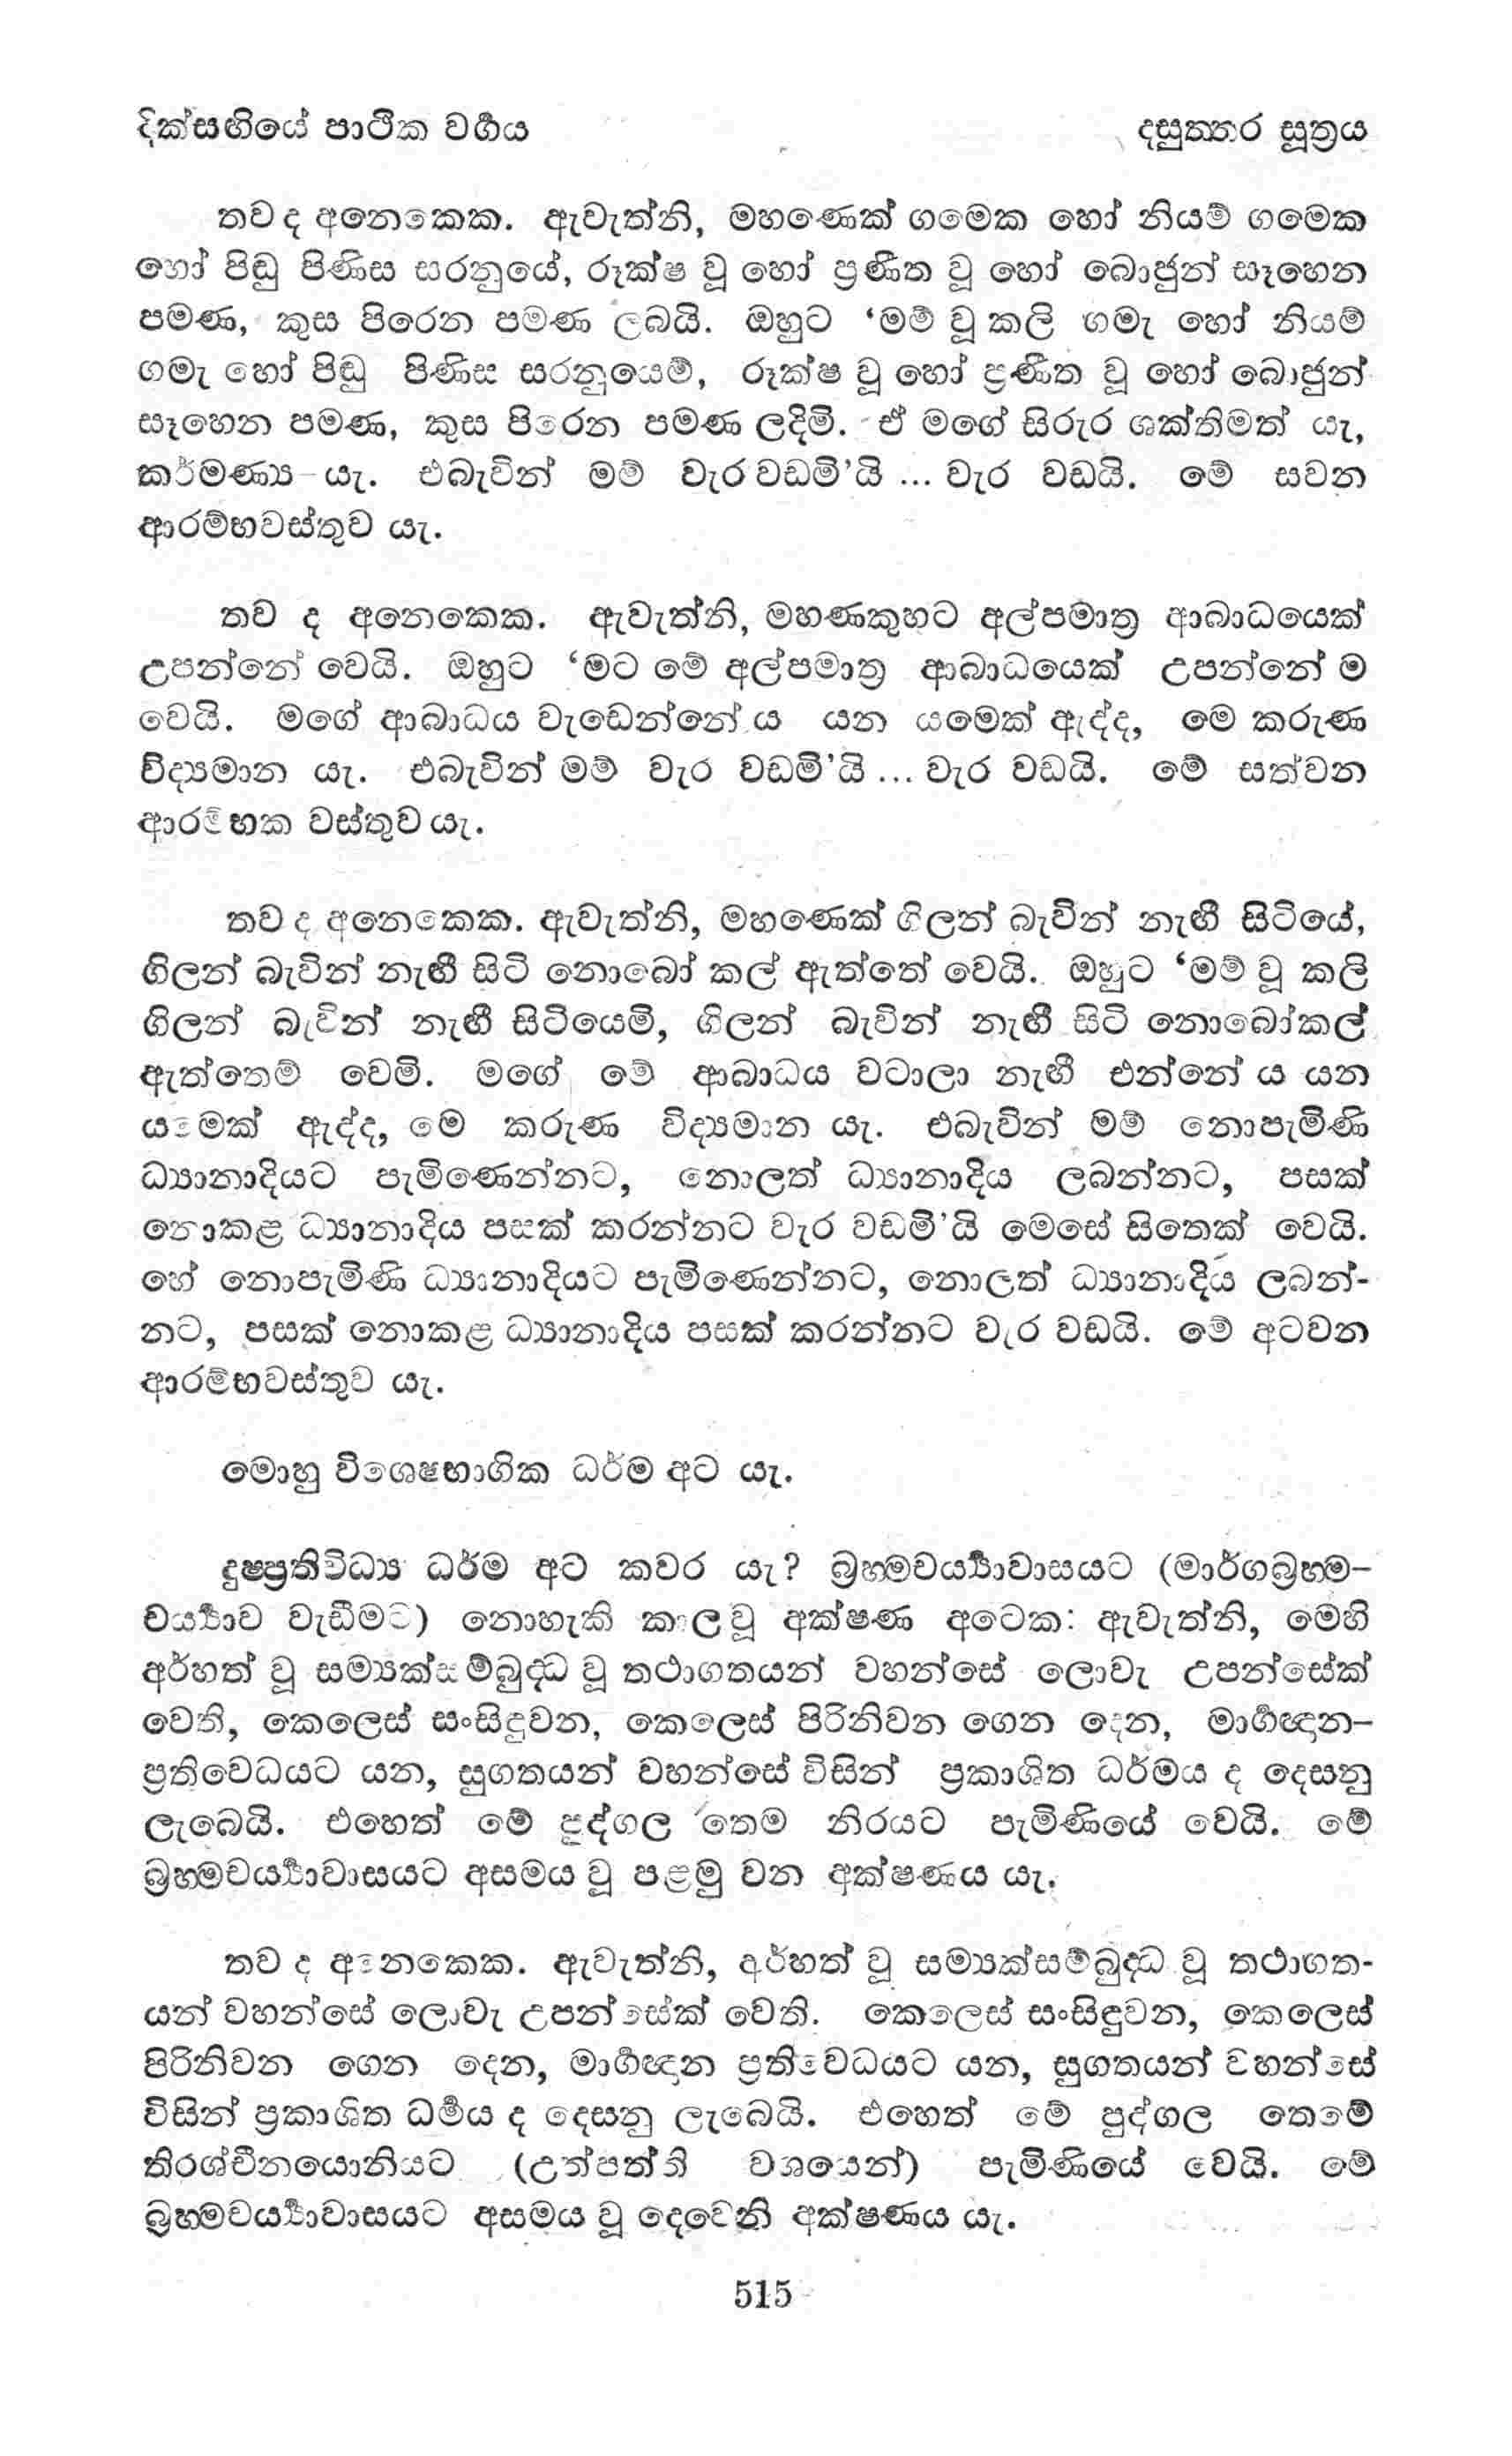 දික්සඟියේ පාථික වර්‍ගය
දසුත්තර සූත්‍රය
තව ද අනෙකෙක. ඇවැත්නි, මහණෙක් ගමෙක හෝ නියම් ගමෙක
හෝ පිඬු පිණිස සරනුයේ, රූක්ෂ වූ හෝ ප්‍රණීත වූ හෝ බොජුන් සෑහෙන
පමණ, කුස පිරෙන පමණ ලබයි. ඔහුට ‘මම් වූ කලි ගමැ හෝ නියම්
ගමැ හෝ පිඬු පිණිස සරනුයෙම්, රූක්ෂ වූ හෝ ප්‍රණීත වූ හෝ බොජුන්
සෑහෙන පමණ, කුස පිරෙන පමණ ලදිමි. ඒ මගේ සිරුර ශක්තිමත් යැ,
කර්මණ්‍ය යැ. එබැවින් මම් වැර වඩමි’යි ... වැර වඩයි. මේ සවන
ආරම්භවස්තුව යැ.
තව ද අනෙකෙක. ඇවැත්නි, මහණකුහට අල්පමාත්‍ර ආබාධයෙක්
උපන්නේ වෙයි. ඔහුට ‘මට මේ අල්පමාත්‍ර ආබාධයෙක් උපන්නේ ම
වෙයි. මගේ ආබාධය වැඩෙන්නේ ය යන යමෙක් ඇද්ද, මෙ කරුණ
විද්‍යමාන යැ. එබැවින් මම් වැර වඩමි’යි ... වැර වඩයි. මේ සත්වන
ආරම්භක වස්තුව යැ.
තව ද අනෙකෙක. ඇවැත්නි, මහණෙක් ගිලන් බැවින් නැඟී සිටියේ,
ගිලන් බැවින් නැඟී සිටි නොබෝ කල් ඇත්තේ වෙයි. ඔහුට ‘මම් වූ කලි
ගිලන් බැවින් නැඟී සිටියෙමි, ගිලන් බැවින් නැඟී සිටි නොබෝකල්
ඇත්තෙම් වෙමි. මගේ මේ ආබාධය වටාලා නැඟී එන්නේ ය යන
යමෙක් ඇද්ද, මෙ කරුණ විද්‍යමාන යැ. එබැවින් මම් නොපැමිණි
ධ්‍යානාදියට පැමිණෙන්නට, නොලත් ධ්‍යානාදිය ලබන්නට, පසක්
නොකළ ධ්‍යානාදිය පසක් කරන්නට වැර වඩමි’යි මෙසේ සිතෙක් වෙයි.
හේ නොපැමිණි ධ්‍යානාදියට පැමිණෙන්නට, නොලත් ධ්‍යානාදිය ලබන්-
නට, පසක් නොකළ ධ්‍යානාදිය පසක් කරන්නට වැර වඩයි. මේ අටවන
ආරම්භවස්තුව යැ.
මොහු විශෙෂභාගික ධර්ම අට යැ.
දුෂ්ප්‍රතිවිධ්‍ය ධර්ම අට කවර යැ? බ්‍රහ්මචර්‍ය්‍යාවාසයට (මාර්ගබ්‍රහ්ම-
චර්‍ය්‍යාව වැඩීමට) නොහැකි කාල වූ අක්ෂණ අටෙක: ඇවැත්නි, මෙහි
අර්හත් වූ සම්‍යක්සම්බුද්ධ වූ තථාගතයන් වහන්සේ ලොවැ උපන්සේක්
වෙති, කෙලෙස් සංසිඳුවන, කෙලෙස් පිරිනිවන ගෙන දෙන, මාර්‍ගඥාන-
ප්‍රතිවෙධයට යන, සුගතයන් වහන්සේ විසින් ප්‍රකාශිත ධර්මය ද දෙසනු
ලැබෙයි. එහෙත් මේ පුද්ගල තෙම නිරයට පැමිණියේ වෙයි. මේ
බ්‍රහ්මචර්‍ය්‍යාවාසයට අසමය වූ පළමු වන අක්ෂණය යැ.
තව ද අනෙකෙක. ඇවැත්නි, අර්හත් වූ සම්‍යක්සම්බුද්ධ වූ තථාගත-
යන් වහන්සේ ලොවැ උපන්සේක් වෙති. කෙලෙස් සංසිඳුවන, කෙලෙස්
පිරිනිවන ගෙන දෙන, මාර්‍ගඥාන ප්‍රතිවෙධයට යන, සුගතයන් වහන්සේ
විසින් ප්‍රකාශිත ධර්‍මය ද දෙසනු ලැබෙයි. එහෙත් මේ පුද්ගල තෙමේ
තිරශ්චීනයොනියට (උත්පත්ති වශයෙන්) පැමිණියේ වෙයි. මේ
බ්‍රහ්මචර්‍ය්‍යාවාසයට අසමය වූ දෙවෙනි අක්ෂණය යැ.
515